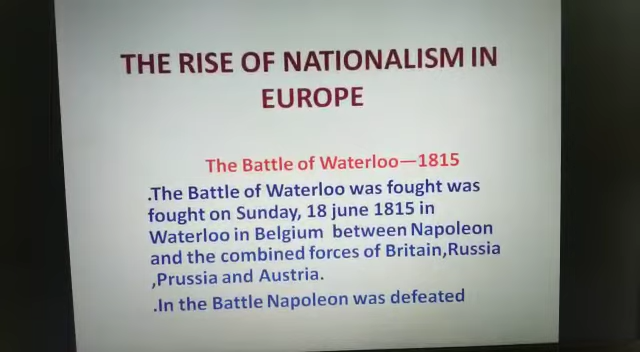 THE RISE OF NATIONALISM IN
EUROPE
The Battle of Waterloo—1815
.The Battle of Waterloo was fought was
fought on Sunday, 18 june 1815 in
Waterloo in Belgium  between Napoleon
and the combined forces of Britain,Russia
,Prussia and Austria.
.In the Battle Napoleon was defeated